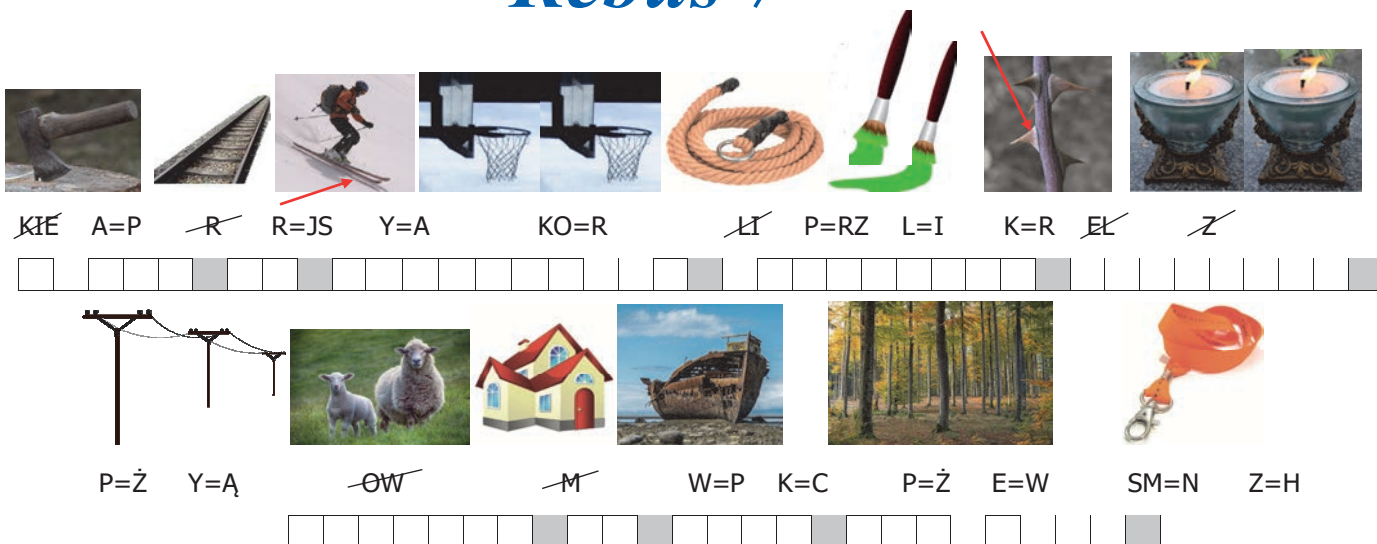 Rebus 7
KIE A=P R R=JS Y=A KO=R LI P=RZ L=I K=R EL Z
P=Ż Y=Ą OW M W=P K=C P=Ż E=W SM=N Z=H